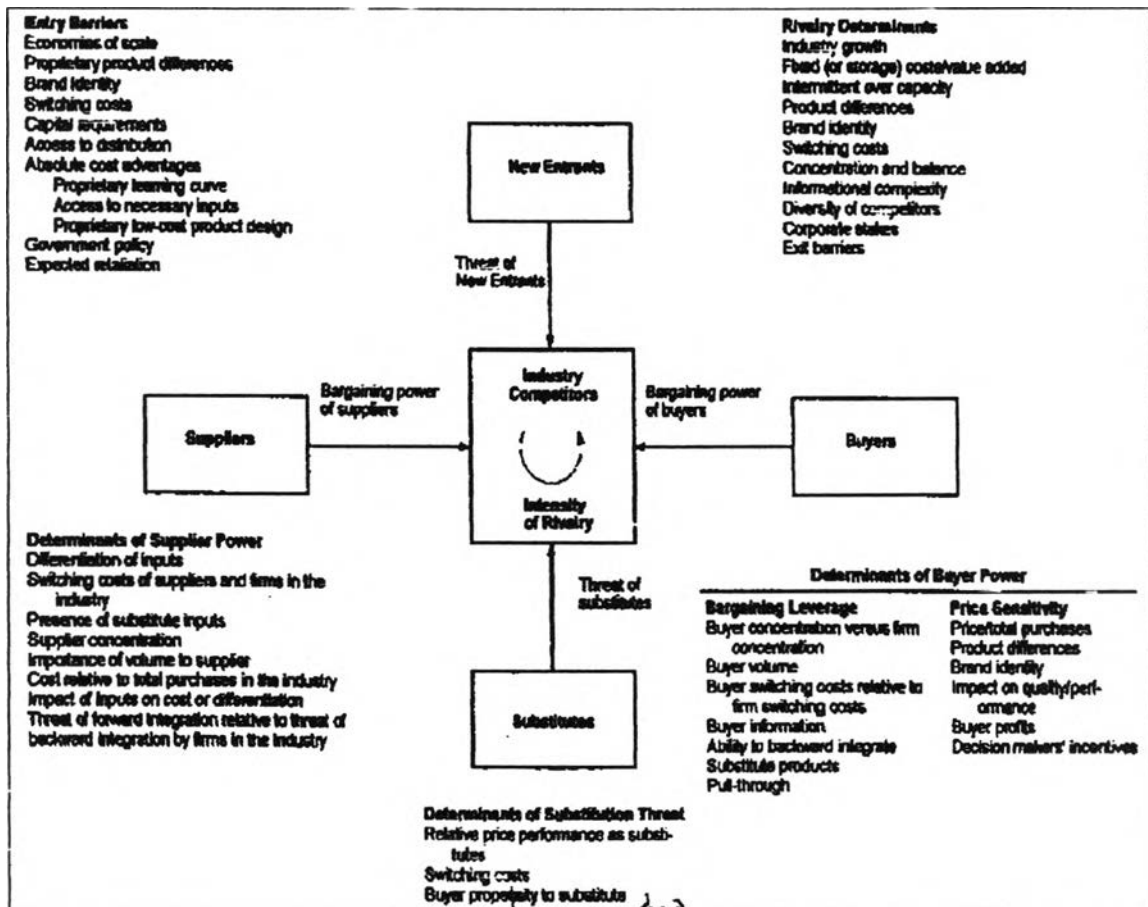 Entry Barriers
Economies of scale
Proprietary product differences
Brand identity
Switching costs
Capital requirements
Access to distribution
Absolute cost advantages
Proprietary learning curve
Access to necessary inputs
Proprietary low-cost product design
Government policy
Expected retaliation
Rivalry Determinants
Industry growth
Fixed (or storage) costs/value added
Intermittent over capacity
Product differences
Brand identity
Switching costs
Concentration and balance
Informational complexity
Diversity of competitors
Corporate stakes
Exit barriers
New Entrants
Threat of
New Entrants
Suppliers
Bargaining power
of suppliers
Industry
Competitors
Intensity
of Rivalry
Bargaining power
of buyers
Buyers
Determinants of Supplier Power
Differentiation of inputs
Switching costs of suppliers and firms in the
industry
Presence of substitute inputs
Supplier concentration
Importance of volume to supplier
Cost relative to total purchases in the industry
Impact of inputs on cost or differentiation
Threat of forward integration relative to threat of
backward integration by firms in the industry
Threat of
substitutes
Substitutes
Determinants of Buyer Power
Bargaining Leverage
Buyer concentration versus firm
concentration
Buyer volume
Buyer switching costs relative to
firm switching costs
Buyer information
Ability to backward integrate
Substitute products
Pull-through
Price Sensitivity
Price/total purchases
Product differences
Brand identity
Impact on quality/perf-
ormance
Buyer profits
Decision makers' incentives
Determinants of Substitution Threat
Relative price performance as substi-
tutes
Switching costs
Buyer propensity to substitute